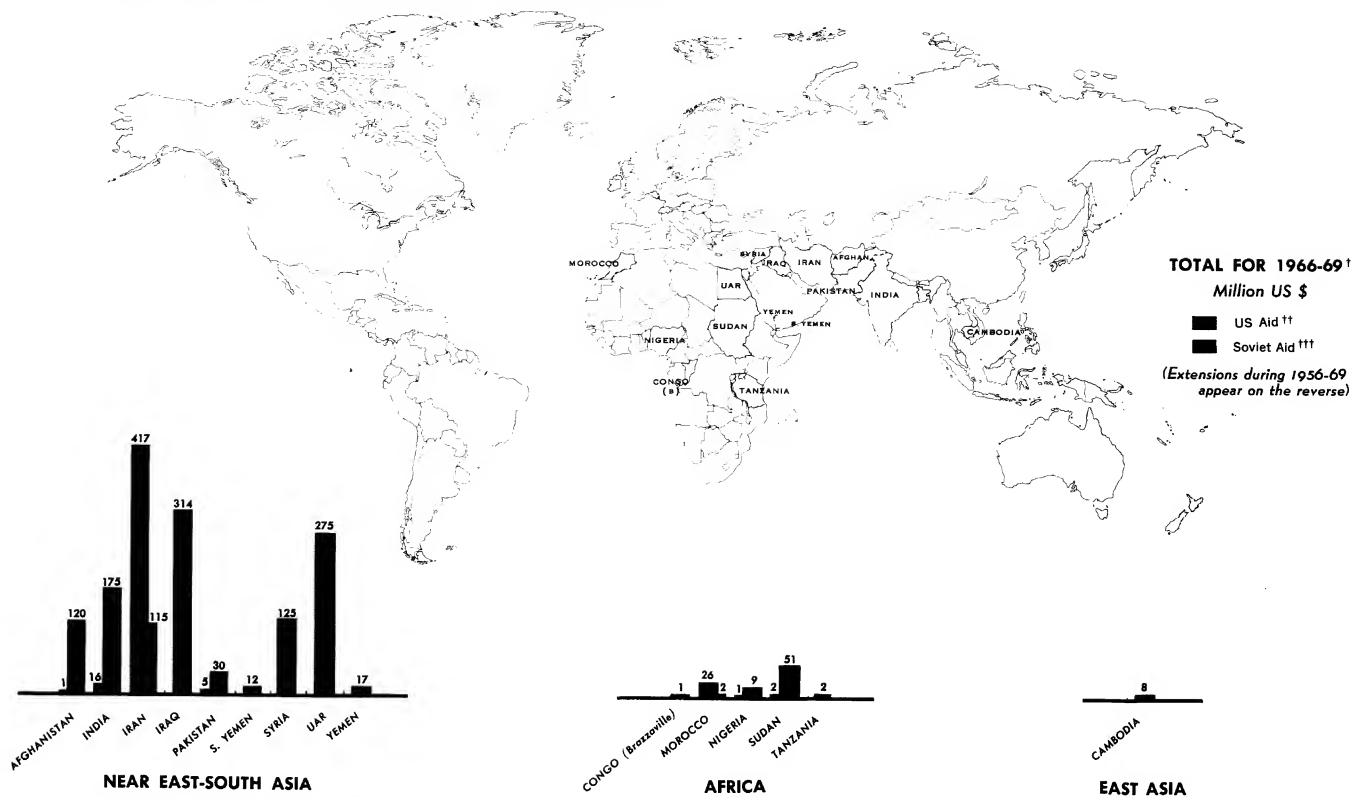 MOROCCO
SYRIA
IRAQ
IRAN
AFGHAN.
UAR
PAKISTAN
INDIA
YEMEN
S. YEMEN
SUDAN
NIGERIA
CAMBODIA
CONGO
(B)
TANZANIA
TOTAL FOR 1966-69†
Million US $
US Aid ††
Soviet Aid †††
(Extensions during 1956-69
appear on the reverse)
417
314
275
175
120
115
125
1
16
5
30
12
17
AFGHANISTAN
INDIA
IRAN
IRAQ
PAKISTAN
S. YEMEN
SYRIA
UAR
YEMEN
NEAR EAST-SOUTH ASIA
1
26
2
1
9
2
51
2
CONGO (Brazzaville)
MOROCCO
NIGERIA
SUDAN
TANZANIA
AFRICA
8
CAMBODIA
EAST ASIA